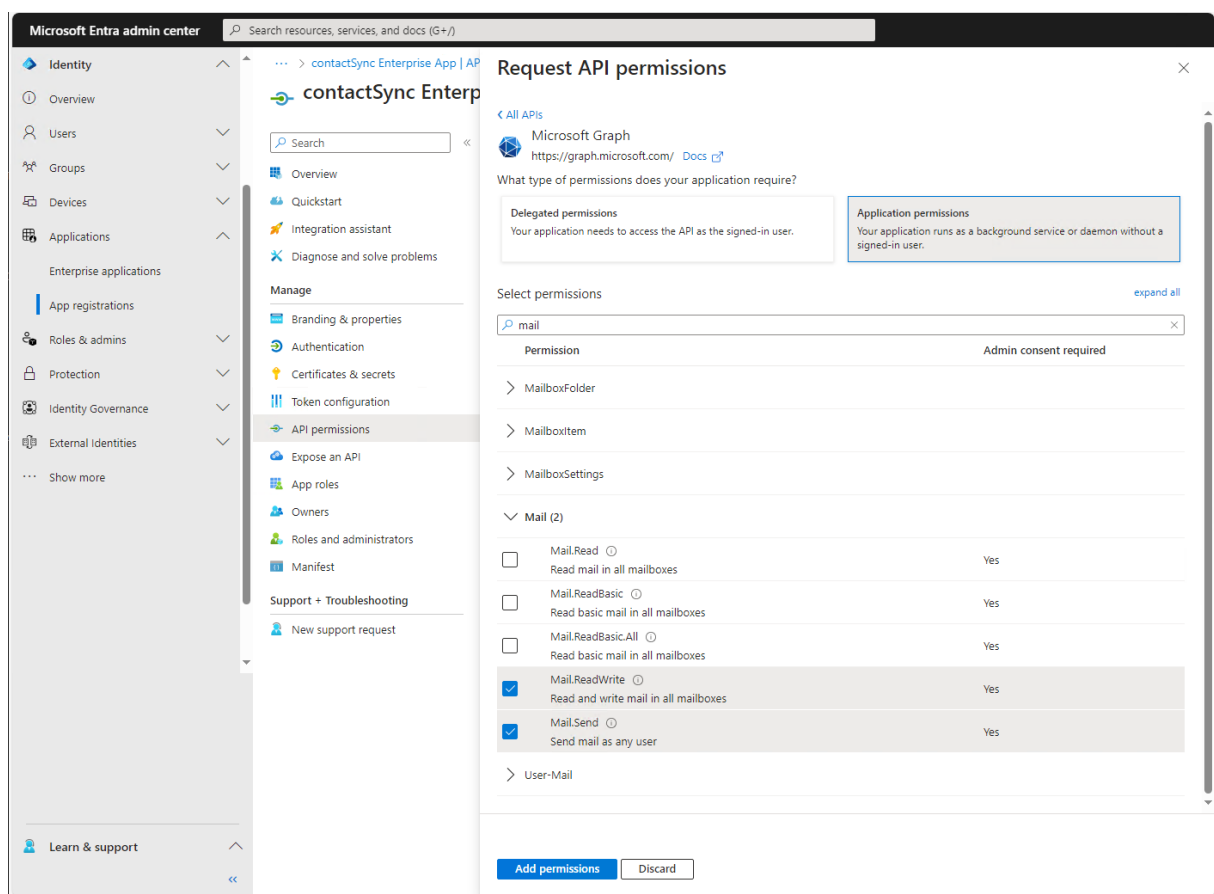 Microsoft Entra admin center
Search resources, services, and docs (G+/)
Identity
Overview
Users
Groups
Devices
Applications
Enterprise applications
App registrations
Roles & admins
Protection
Identity Governance
External Identities
··· Show more
Learn & support
«
··· > contactSync Enterprise App | AP
contactSync Enterp
Search
«
Overview
Quickstart
Integration assistant
Diagnose and solve problems
Manage
Branding & properties
Authentication
Certificates & secrets
Token configuration
API permissions
Expose an API
App roles
Owners
Roles and administrators
Manifest
Support + Troubleshooting
New support request
Request API permissions
All APIs
Microsoft Graph
https://graph.microsoft.com/ Docs
What type of permissions does your application require?
Delegated permissions
Your application needs to access the API as the signed-in user.
Application permissions
Your application runs as a background service or daemon without a
signed-in user.
Select permissions
expand all
mail
Permission Admin consent required
MailboxFolder
MailboxItem
MailboxSettings
Mail (2)
Mail.Read
Read mail in all mailboxes
Yes
Mail.ReadBasic
Read basic mail in all mailboxes
Yes
Mail.ReadBasic.All
Read basic mail in all mailboxes
Yes
Mail.ReadWrite
Read and write mail in all mailboxes
Yes
Mail.Send
Send mail as any user
Yes
User-Mail
Add permissions
Discard